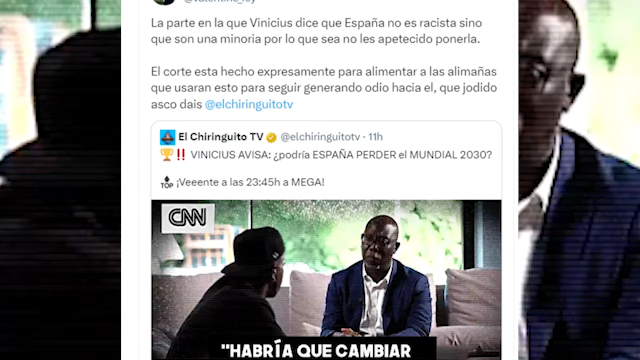 La parte en la que Vinicius dice que España no es racista sino
que son una minoria por lo que sea no les apetecido ponerla.
El corte esta hecho expresamente para alimentar a las alimañas
que usaran esto para seguir generando odio hacia el, que jodido
asco dais @elchiringuitotv
El Chiringuito TV @elchiringuitotv · 11h
🏆‼️ VINICIUS AVISA: ¿podría ESPAÑA PERDER el MUNDIAL 2030?
🔝 ¡Veeente a las 23:45h a MEGA!
CNN
"HABRÍA QUE CAMBIAR